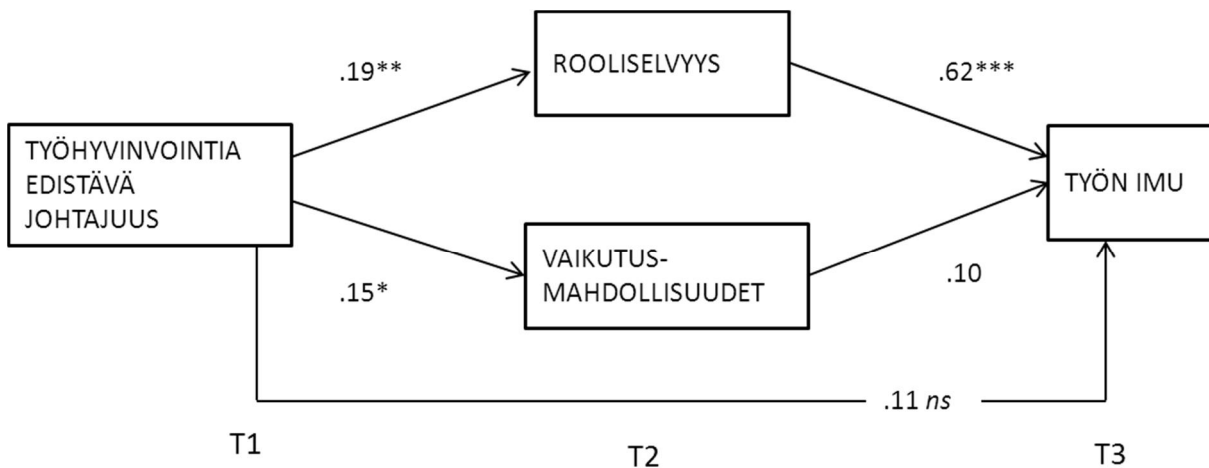 ROOLISELVYYS
.19**
.62***
TYÖHYVINVOINTIA
EDISTÄVÄ
JOHTAJUUS
TYÖN IMU
VAIKUTUS-
MAHDOLLISUUDET
.15*
.10
.11 ns
T1
T2
T3